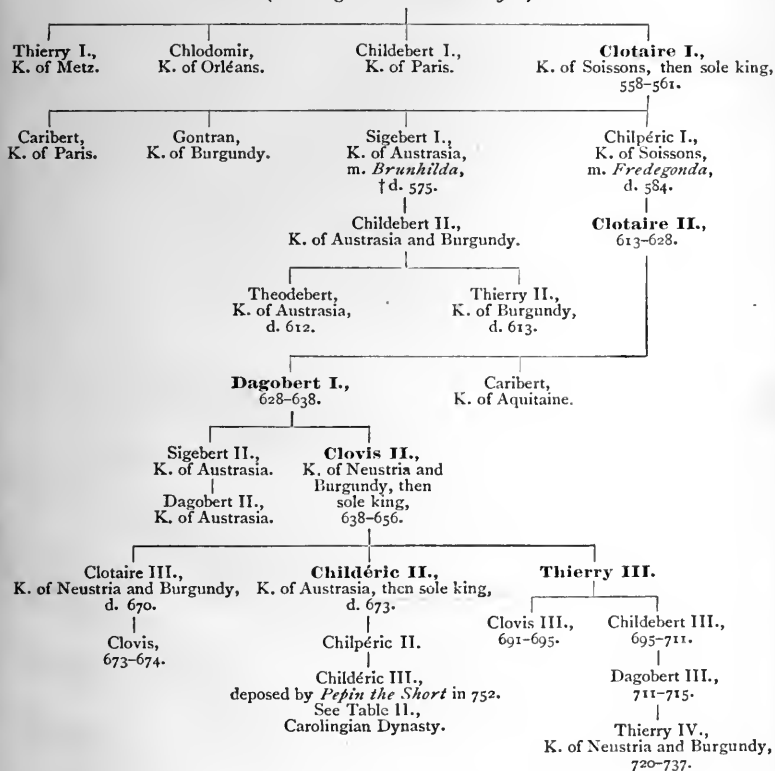 Thierry I.,
K. of Metz.
Chlodomir,
K. of Orléans.
Childebert I.,
K. of Paris.
Clotaire I.,
K. of Soissons, then sole king,
558–561.
Caribert,
K. of Paris.
Gontran,
K. of Burgundy.
Sigebert I.,
K. of Austrasia,
m. Brunhilda,
† d. 575.
Chilpéric I.,
K. of Soissons,
m. Fredegonda,
d. 584.
Childebert II.,
K. of Austrasia and Burgundy.
Clotaire II.,
613–628.
Theodebert,
K. of Austrasia,
d. 612.
Thierry II.,
K. of Burgundy,
d. 613.
Dagobert I.,
628–638.
Caribert,
K. of Aquitaine.
Sigebert II.,
K. of Austrasia.
Dagobert II.,
K. of Austrasia.
Clovis II.,
K. of Neustria and
Burgundy, then
sole king,
638–656.
Clotaire III.,
K. of Neustria and Burgundy,
d. 670.
Clovis,
673–674.
Childéric II.,
K. of Austrasia, then sole king,
d. 673.
Chilpéric II.
Childéric III.,
deposed by Pepin the Short in 752.
See Table II.,
Carolingian Dynasty.
Thierry III.
Clovis III.,
691–695.
Childebert III.,
695–711.
Dagobert III.,
711–715.
Thierry IV.,
K. of Neustria and Burgundy,
720–737.